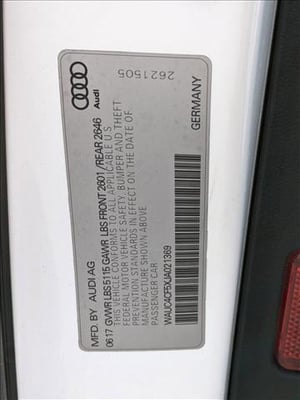 Audi
2621505
MFD. BY AUDI AG
GERMANY
06 17 GVWR LBS 5115 GAWR LBS FRONT 2601 / REAR 2646
THIS VEHICLE CONFORMS TO ALL APPLICABLE U.S.
FEDERAL MOTOR VEHICLE SAFETY, BUMPER AND THEFT
PREVENTION STANDARDS IN EFFECT ON THE DATE OF
MANUFACTURE SHOWN ABOVE
PASSENGER CAR
WAUC4CF5XJA021369